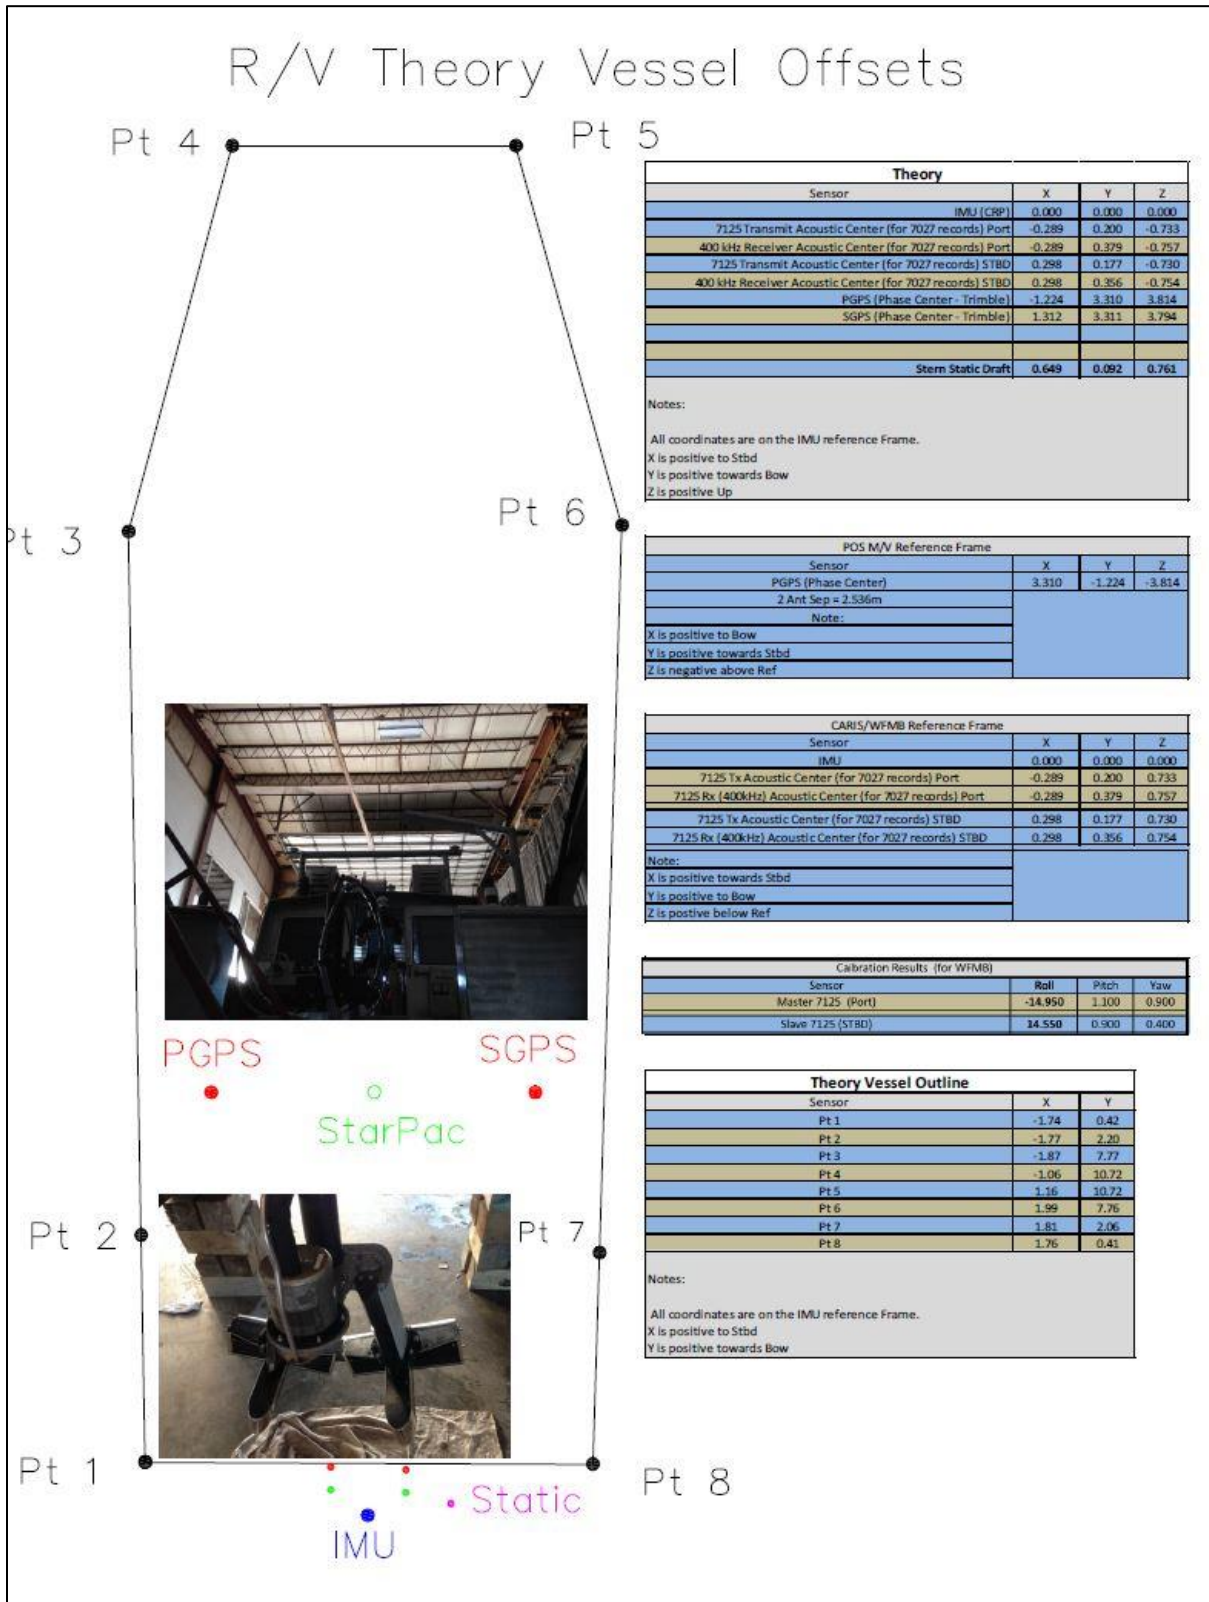 R/V Theory Vessel Offsets
Pt 4
Pt 5
Pt 3
Pt 6
PGPS
SGPS
StarPac
Pt 2
Pt 7
Pt 1
Pt 8
Static
IMU
Theory
Sensor X Y Z
IMU (CRP) 0.000 0.000 0.000
7125 Transmit Acoustic Center (for 7027 records) Port -0.289 0.200 -0.733
400 kHz Receiver Acoustic Center (for 7027 records) Port -0.289 0.379 -0.757
7125 Transmit Acoustic Center (for 7027 records) STBD 0.298 0.177 -0.730
400 kHz Receiver Acoustic Center (for 7027 records) STBD 0.298 0.356 -0.754
PGPS (Phase Center - Trimble) -1.224 3.310 3.814
SGPS (Phase Center - Trimble) 1.312 3.311 3.794
Stern Static Draft 0.649 0.092 0.761
Notes:
All coordinates are on the IMU reference Frame.
X is positive to Stbd
Y is positive towards Bow
Z is positive Up
POS M/V Reference Frame
Sensor X Y Z
PGPS (Phase Center) 3.310 -1.224 -3.814
2 Ant Sep = 2.536m
Note:
X is positive to Bow
Y is positive towards Stbd
Z is negative above Ref
CARIS/WFMB Reference Frame
Sensor X Y Z
IMU 0.000 0.000 0.000
7125 Tx Acoustic Center (for 7027 records) Port -0.289 0.200 0.733
7125 Rx (400kHz) Acoustic Center (for 7027 records) Port -0.289 0.379 0.757
7125 Tx Acoustic Center (for 7027 records) STBD 0.298 0.177 0.730
7125 Rx (400kHz) Acoustic Center (for 7027 records) STBD 0.298 0.356 0.754
Note:
X is positive towards Stbd
Y is positive to Bow
Z is postive below Ref
Caibration Results (for WFMB)
Sensor Roll Pitch Yaw
Master 7125 (Port) -14.950 1.100 0.900
Slave 7125 (STBD) 14.550 0.900 0.400
Theory Vessel Outline
Sensor X Y
Pt 1 -1.74 0.42
Pt 2 -1.77 2.20
Pt 3 -1.87 7.77
Pt 4 -1.06 10.72
Pt 5 1.16 10.72
Pt 6 1.99 7.76
Pt 7 1.81 2.06
Pt 8 1.76 0.41
Notes:
All coordinates are on the IMU reference Frame.
X is positive to Stbd
Y is positive towards Bow